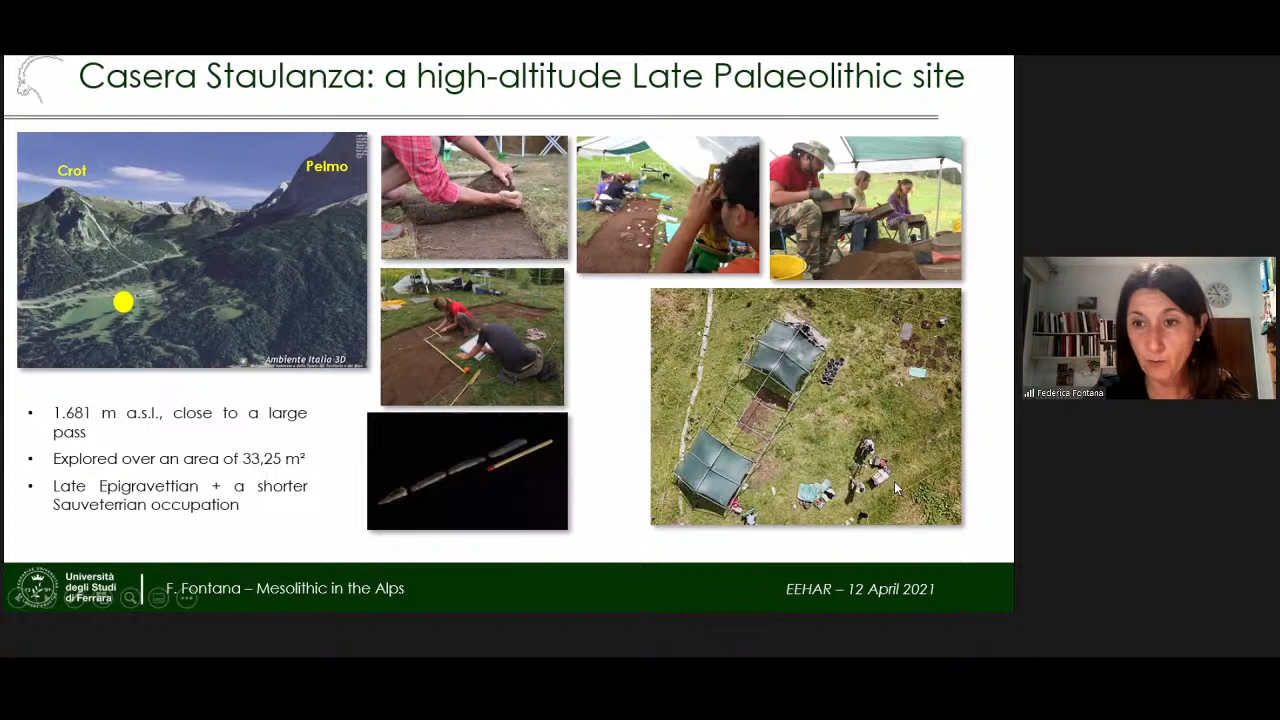 Casera Staulanza: a high-altitude Late Palaeolithic site
Crot
Pelmo
Ambiente Italia 3D
• 1.681 m a.s.l., close to a large
pass
• Explored over an area of 33,25 m²
• Late Epigravettian + a shorter
Sauveterrian occupation
Federica Fontana
Università
degli Studi
di Ferrara
F. Fontana – Mesolithic in the Alps
EEHAR – 12 April 2021